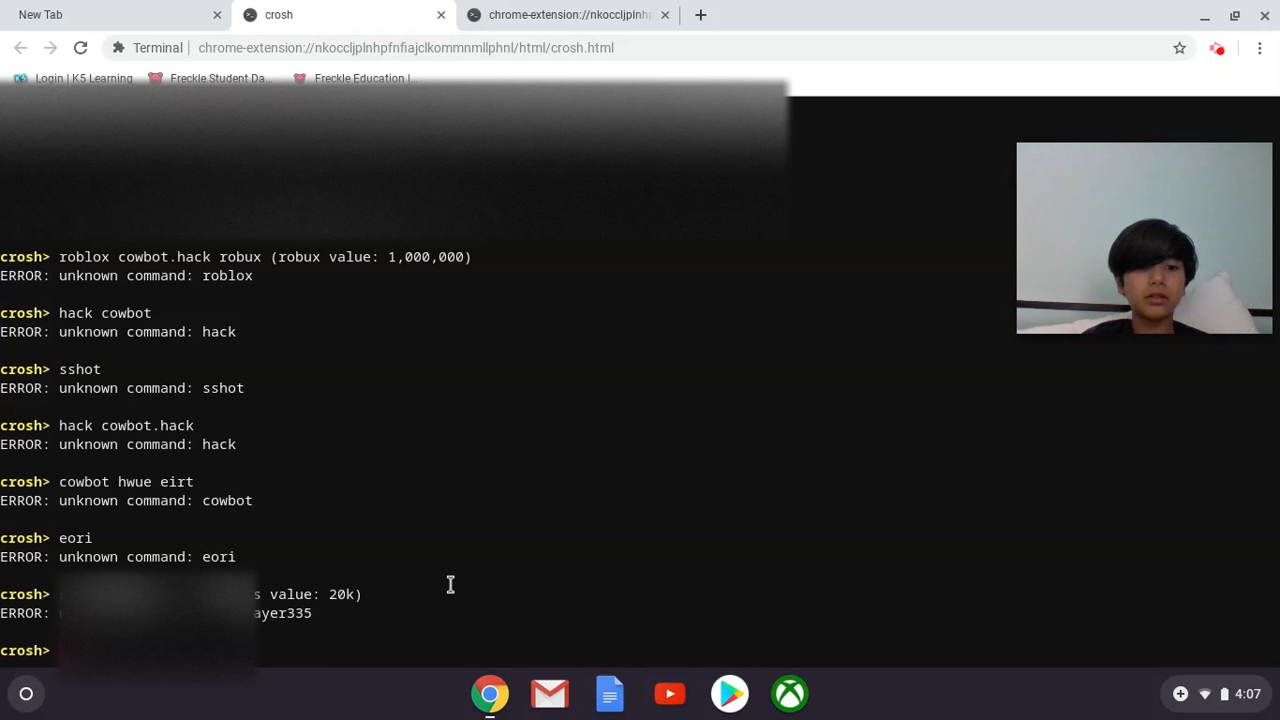 New Tab
crosh
chrome-extension://nkoccljplnhp
Terminal
chrome-extension://nkoccljplnhpfnfiajclkommnmllphnl/html/crosh.html
Login | K5 Learning
Freckle Student Da...
Freckle Education |...
crosh> roblox cowbot.hack robux (robux value: 1,000,000)
ERROR: unknown command: roblox
crosh> hack cowbot
ERROR: unknown command: hack
crosh> sshot
ERROR: unknown command: sshot
crosh> hack cowbot.hack
ERROR: unknown command: hack
crosh> cowbot hwue eirt
ERROR: unknown command: cowbot
crosh> eori
ERROR: unknown command: eori
crosh> s value: 20k)
ERROR: ayer335
crosh>
4:07